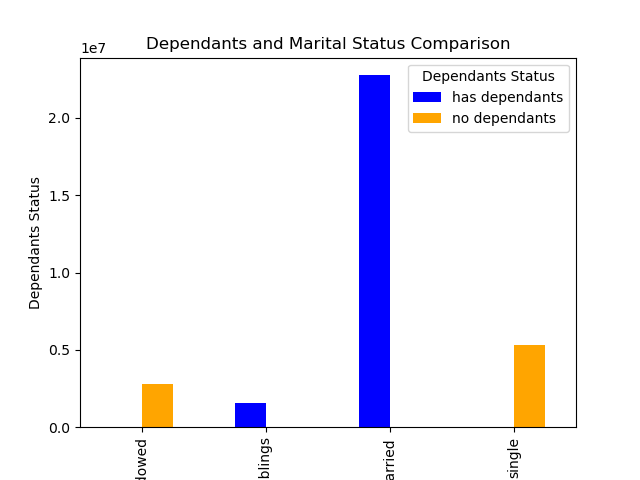 Dependants and Marital Status Comparison
1e7
Dependants Status
has dependants
no dependants
2.0
1.5
1.0
0.5
0.0
Dependants Status
dowed
blings
arried
single